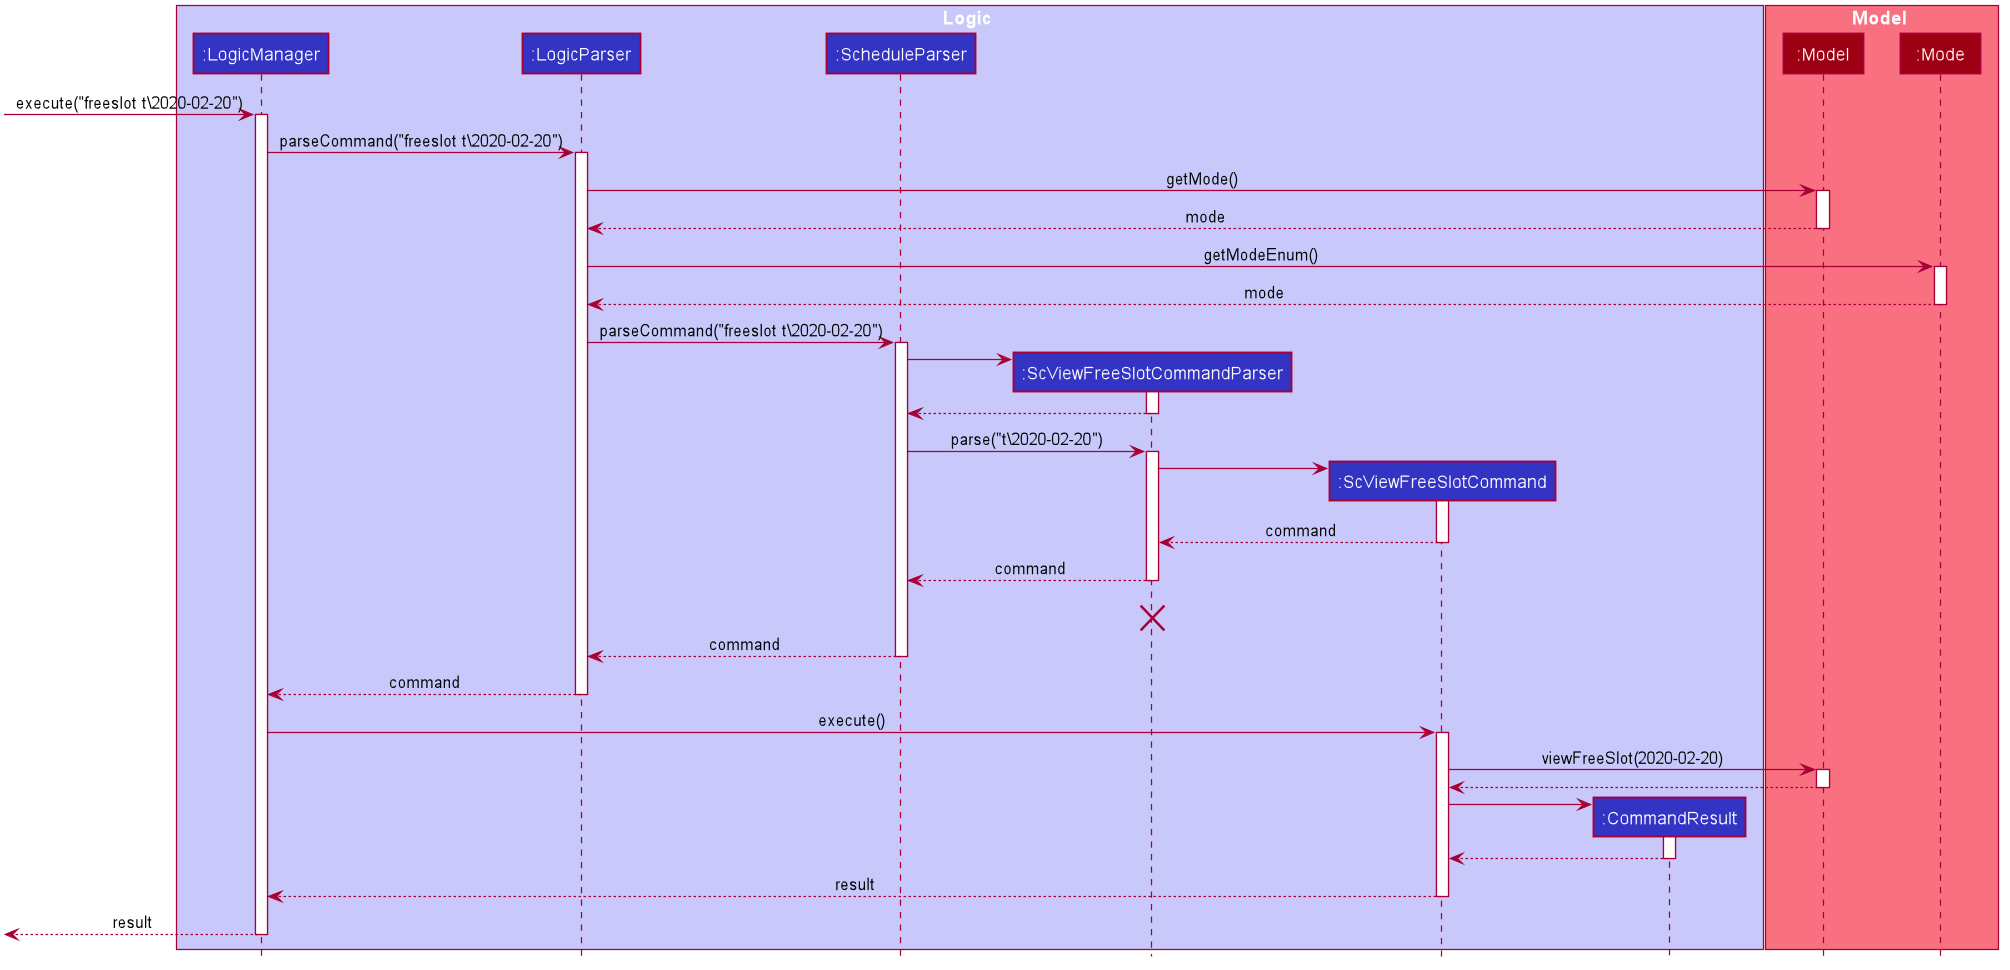 Logic
Model
:LogicManager
:LogicParser
:ScheduleParser
:Model
:Mode
execute("freeslot t\2020-02-20")
parseCommand("freeslot t\2020-02-20")
getMode()
mode
getModeEnum()
mode
parseCommand("freeslot t\2020-02-20")
:ScViewFreeSlotCommandParser
parse("t\2020-02-20")
:ScViewFreeSlotCommand
command
command
command
command
execute()
viewFreeSlot(2020-02-20)
:CommandResult
result
result